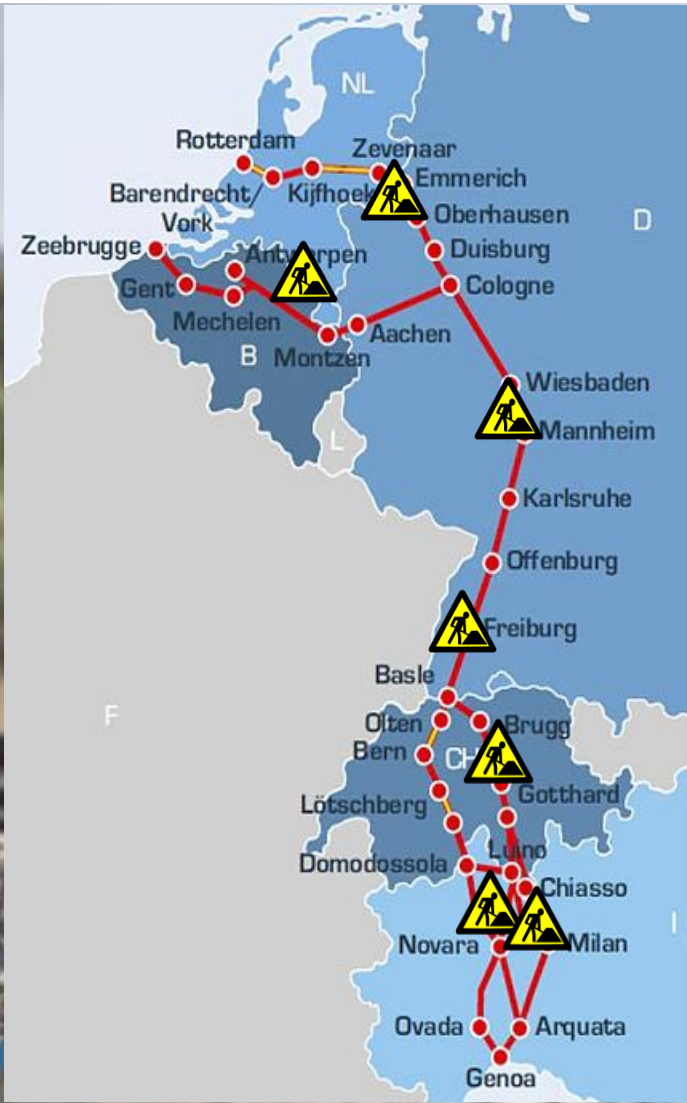 NL
Rotterdam
Zevenaar
Emmerich
Barendrecht
Kijfhoek
Vork
Oberhausen
D
Zeebrugge
Antwerpen
Duisburg
Gent
Cologne
Mechelen
Aachen
B
Montzen
Wiesbaden
L
Mannheim
Karlsruhe
Offenburg
Freiburg
Basle
F
Olten
Brugg
Bern
CH
Gotthard
Lötschberg
Luino
Domodossola
Chiasso
I
Novara
Milan
Ovada
Arquata
Genoa